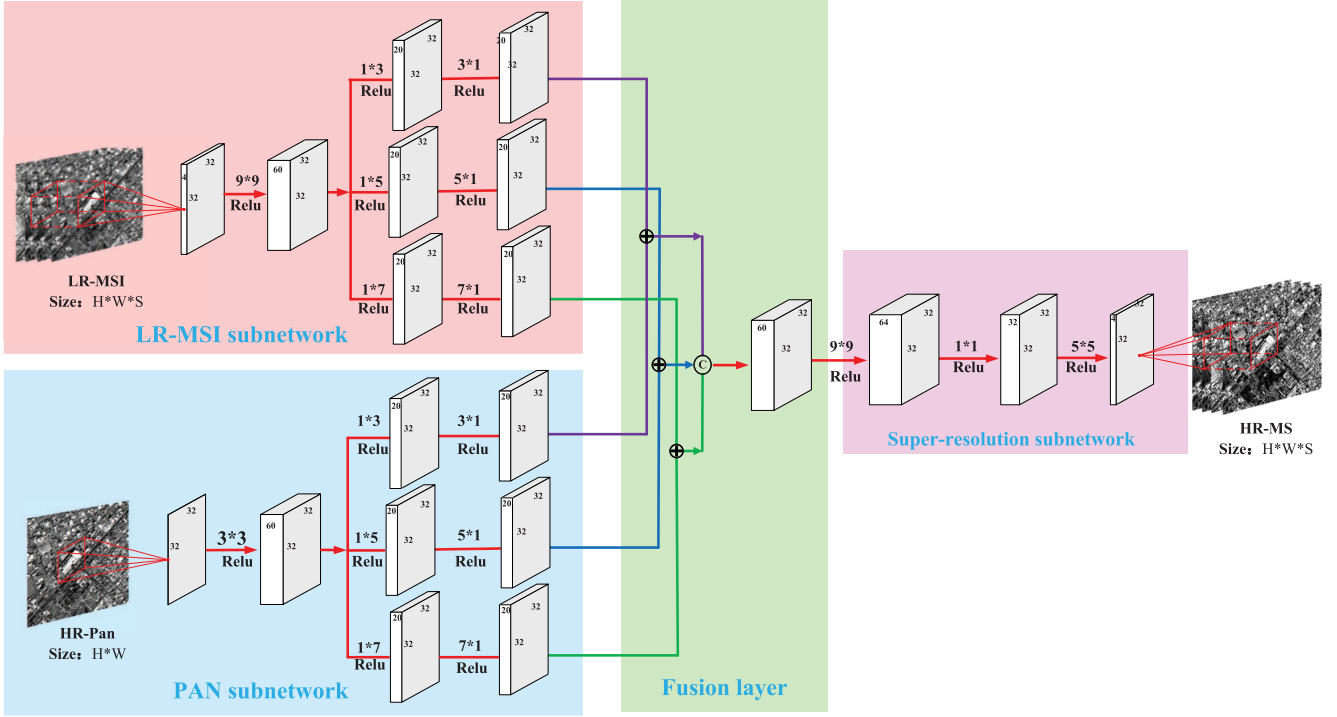 20
32
32
1*3
Relu
3*1
20
32
32
4
32
32
9*9
Relu
60
32
32
20
32
32
1*5
Relu
5*1
20
32
32
20
32
32
1*7
Relu
7*1
Relu
20
32
32
LR-MSI
Size：H*W*S
LR-MSI subnetwork
20
32
32
1*3
Relu
3*1
Relu
20
32
32
32
32
3*3
Relu
60
32
32
20
32
32
1*5
Relu
5*1
Relu
20
32
32
20
32
32
1*7
Relu
7*1
Relu
20
32
32
HR-Pan
Size：H*W
PAN subnetwork
C
60
32
32
Fusion layer
9*9
Relu
64
32
32
1*1
Relu
32
32
32
5*5
Relu
4
32
32
Super-resolution subnetwork
HR-MS
Size：H*W*S